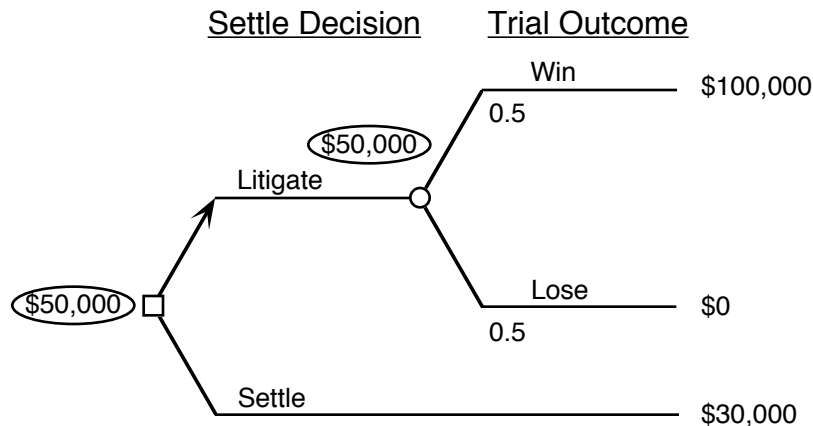 Settle Decision
Trial Outcome
Win
$100,000
0.5
$50,000
Litigate
$50,000
Lose
$0
0.5
Settle
$30,000